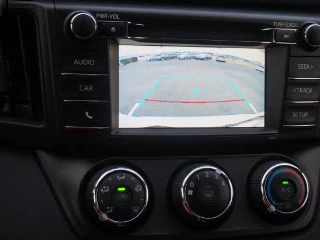 PWR•VOL
TUNE•SCROLL
AUDIO
SEEK>
CAR
<TRACK
SETUP
A/C